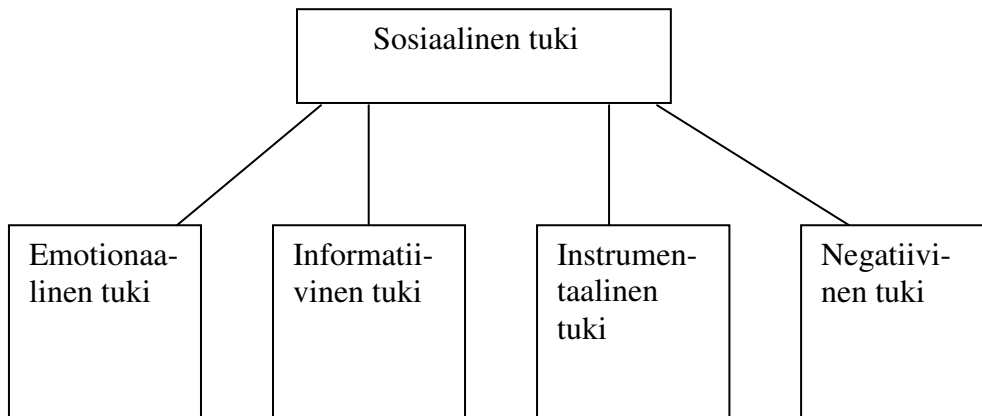 Sosiaalinen tuki
Emotionaa-
linen tuki
Informatii-
vinen tuki
Instrumen-
taalinen
tuki
Negatiivi-
nen tuki